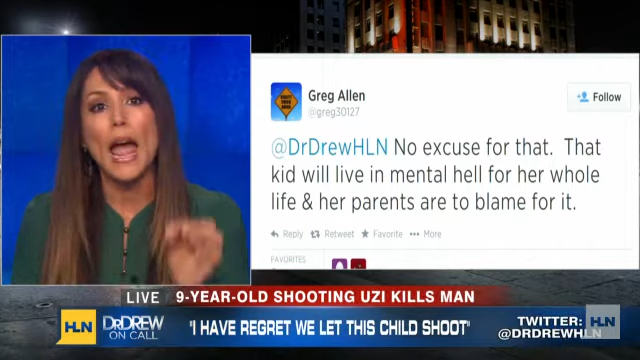 Greg Allen
@greg30127
Follow
@DrDrewHLN No excuse for that. That
kid will live in mental hell for her whole
life & her parents are to blame for it.
Reply Retweet Favorite More
FAVORITES
LIVE 9-YEAR-OLD SHOOTING UZI KILLS MAN
HLN DR.DREW ON CALL
"I HAVE REGRET WE LET THIS CHILD SHOOT"
TWITTER:
@DRDREWHLN
HLN